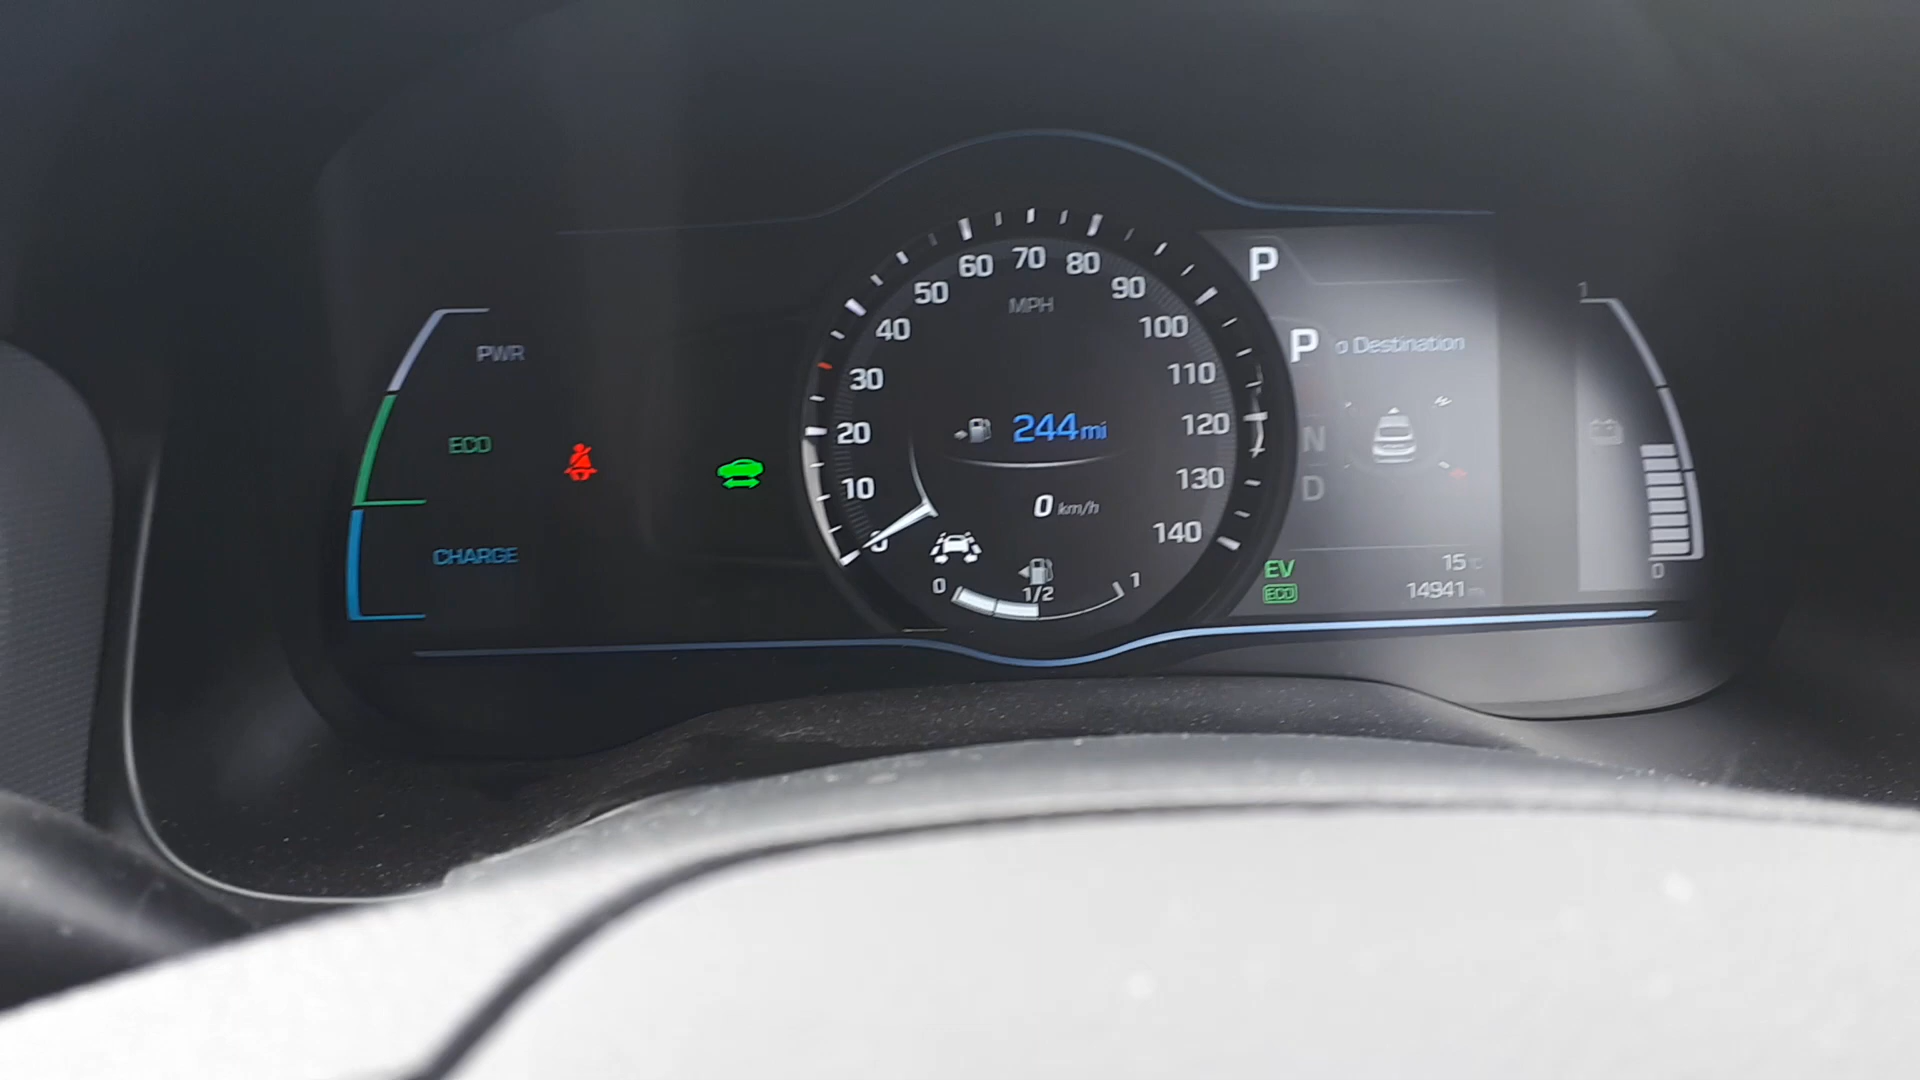 PWR
ECO
CHARGE
60 70 80
50 90
MPH
40 100
30 110
20 120
10 130
0 140
244mi
0 km/h
0 1/2 1
P
P o Destination
N
D
EV 15
ECO 14941
1
0